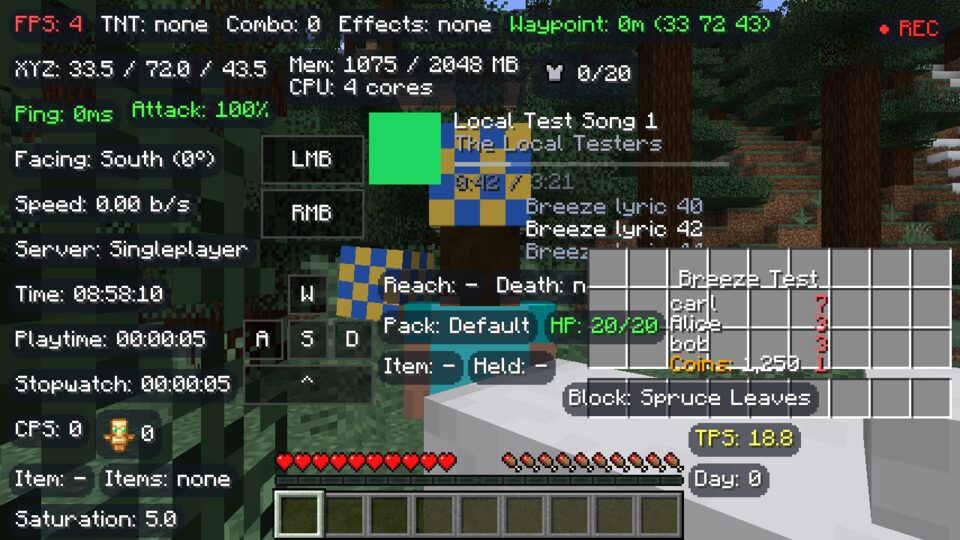 FPS: 4 TNT: none Combo: 0 Effects: none Waypoint: 0m (33 72 43)
REC
XYZ: 33.5 / 72.0 / 43.5
Mem: 1075 / 2048 MB
CPU: 4 cores
0/20
Ping: 0ms
Attack: 100%
Local Test Song 1
The Local Testers
0:42 / 3:21
Facing: South (0°)
LMB
Speed: 0.00 b/s
RMB
Breeze lyric 40
Breeze lyric 42
Breeze lyric
Server: Singleplayer
Reach: - Death:
Breeze Test
Time: 08:58:10
W
carl 7
Alice 3
bob 3
Coins: 1,250 1
Pack: Default
HP: 20/20
Playtime: 00:00:05
A S D
Item: - Held: -
Stopwatch: 00:00:05
^
Block: Spruce Leaves
CPS: 0
0
TPS: 18.8
Item: - Items: none
Day: 0
Saturation: 5.0